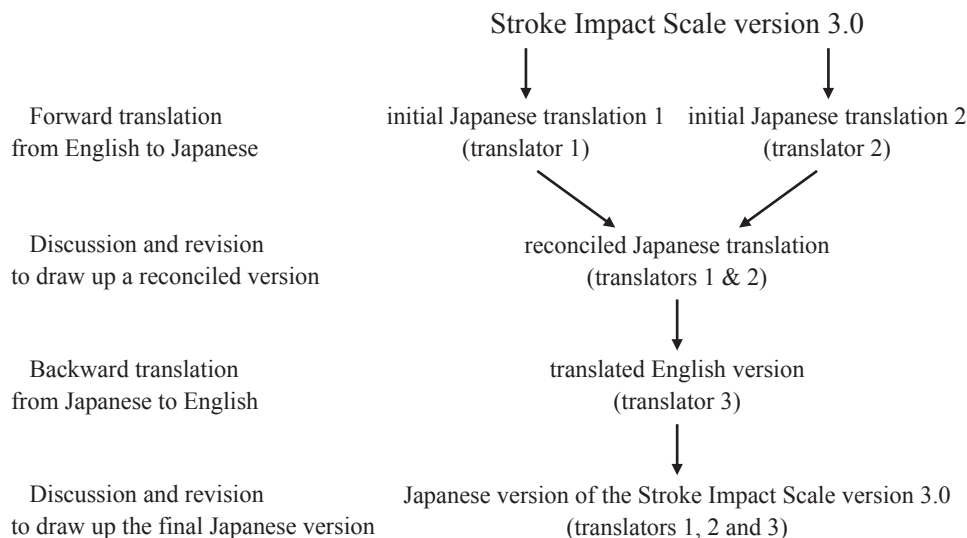 Stroke Impact Scale version 3.0
Forward translation
from English to Japanese
initial Japanese translation 1
(translator 1)
initial Japanese translation 2
(translator 2)
Discussion and revision
to draw up a reconciled version
reconciled Japanese translation
(translators 1 & 2)
Backward translation
from Japanese to English
translated English version
(translator 3)
Discussion and revision
to draw up the final Japanese version
Japanese version of the Stroke Impact Scale version 3.0
(translators 1, 2 and 3)